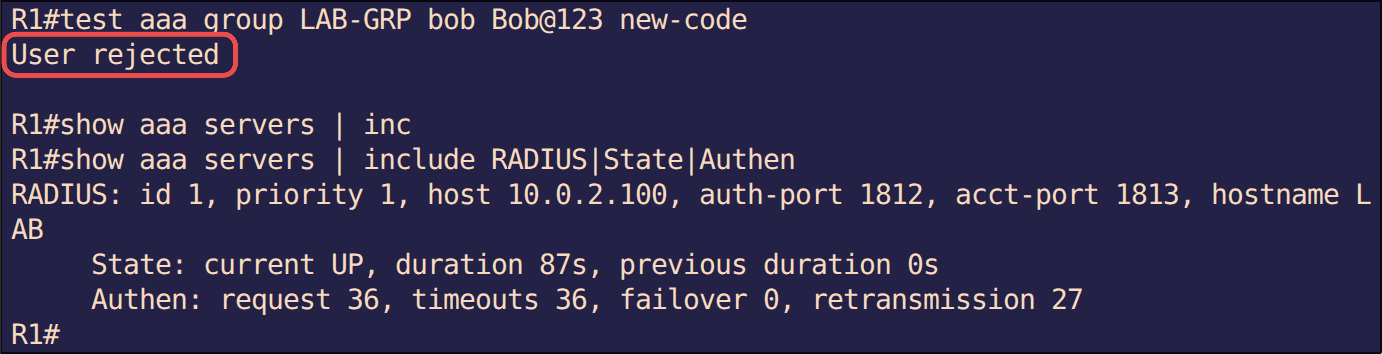 R1#test aaa group LAB-GRP bob Bob@123 new-code
User rejected
R1#show aaa servers | inc
R1#show aaa servers | include RADIUS|State|Authen
RADIUS: id 1, priority 1, host 10.0.2.100, auth-port 1812, acct-port 1813, hostname L
AB
State: current UP, duration 87s, previous duration 0s
Authen: request 36, timeouts 36, failover 0, retransmission 27
R1#